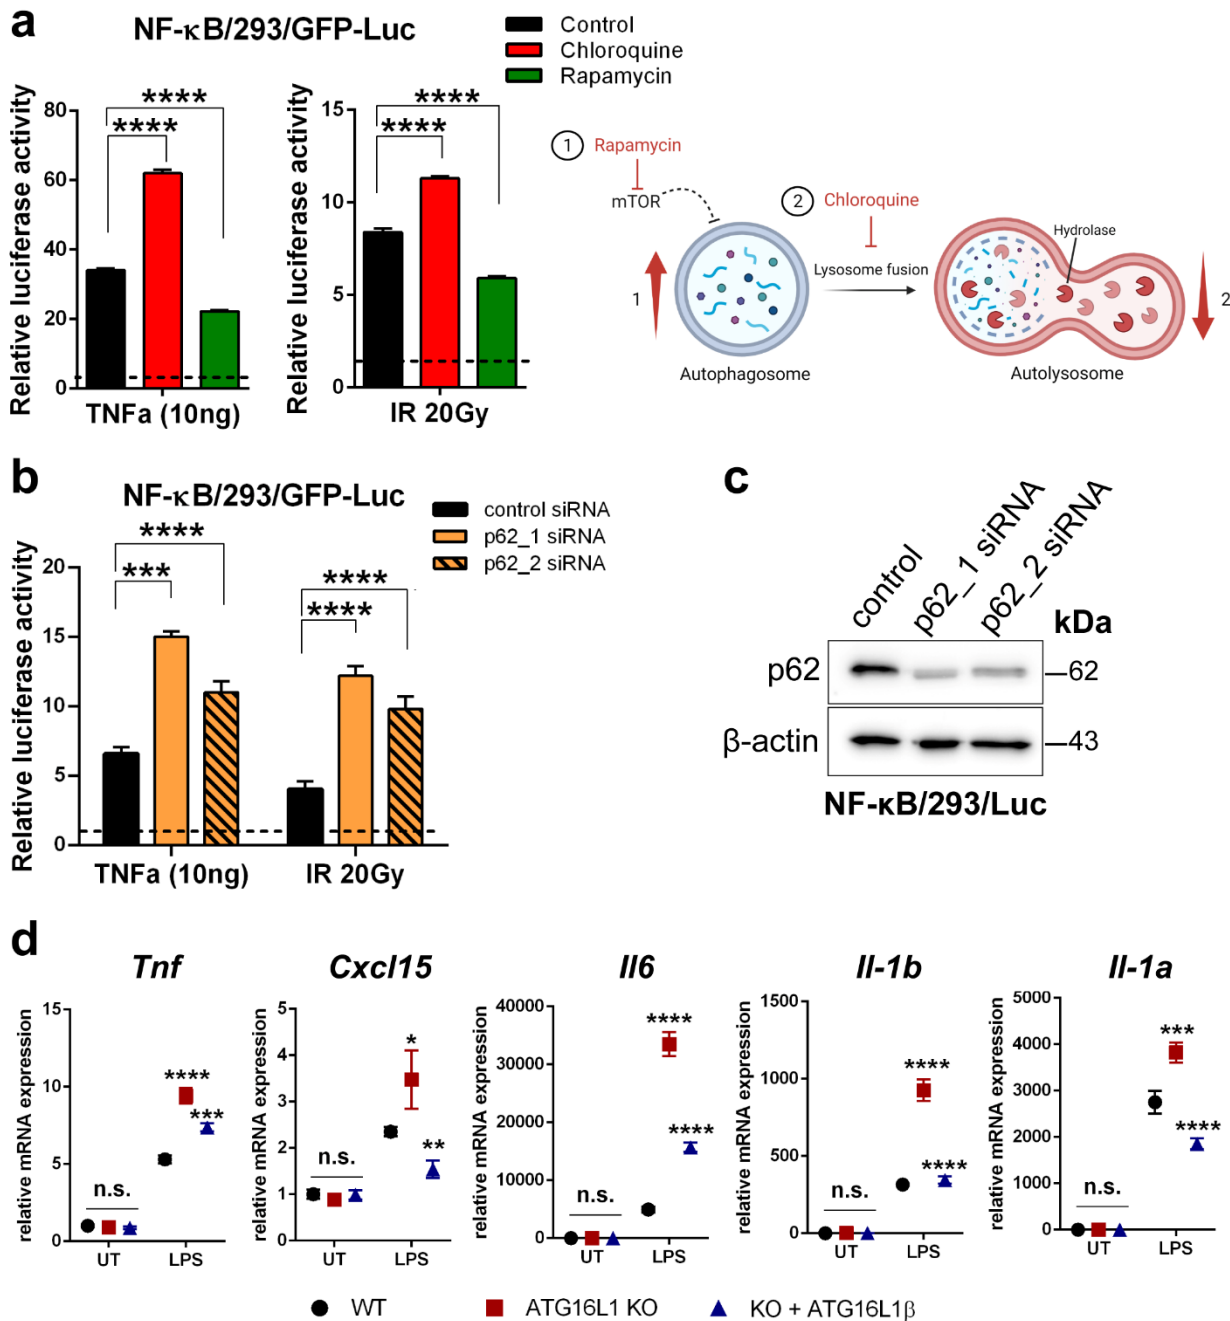 a
NF-κB/293/GFP-Luc
Control
Chloroquine
Rapamycin
Relative luciferase activity
80
60
40
20
0
****
****
TNFa (10ng)
Relative luciferase activity
15
10
5
0
****
****
IR 20Gy
1
Rapamycin
mTOR
2
Chloroquine
Lysosome fusion
Hydrolase
1
2
Autophagosome
Autolysosome
b
NF-κB/293/GFP-Luc
control siRNA
p62_1 siRNA
p62_2 siRNA
Relative luciferase activity
20
15
10
5
0
****
***
****
****
TNFa (10ng)
IR 20Gy
c
control
p62_1 siRNA
p62_2 siRNA
kDa
p62
62
β-actin
43
NF-κB/293/Luc
d
Tnf
relative mRNA expression
15
10
5
0
n.s.
****
***
UT
LPS
Cxcl15
relative mRNA expression
5
4
3
2
1
0
n.s.
*
**
UT
LPS
Il6
relative mRNA expression
40000
30000
20000
10000
0
n.s.
****
****
UT
LPS
Il-1b
relative mRNA expression
1500
1000
500
0
n.s.
****
****
UT
LPS
Il-1a
relative mRNA expression
5000
4000
3000
2000
1000
0
n.s.
***
****
UT
LPS
WT
ATG16L1 KO
KO + ATG16L1β